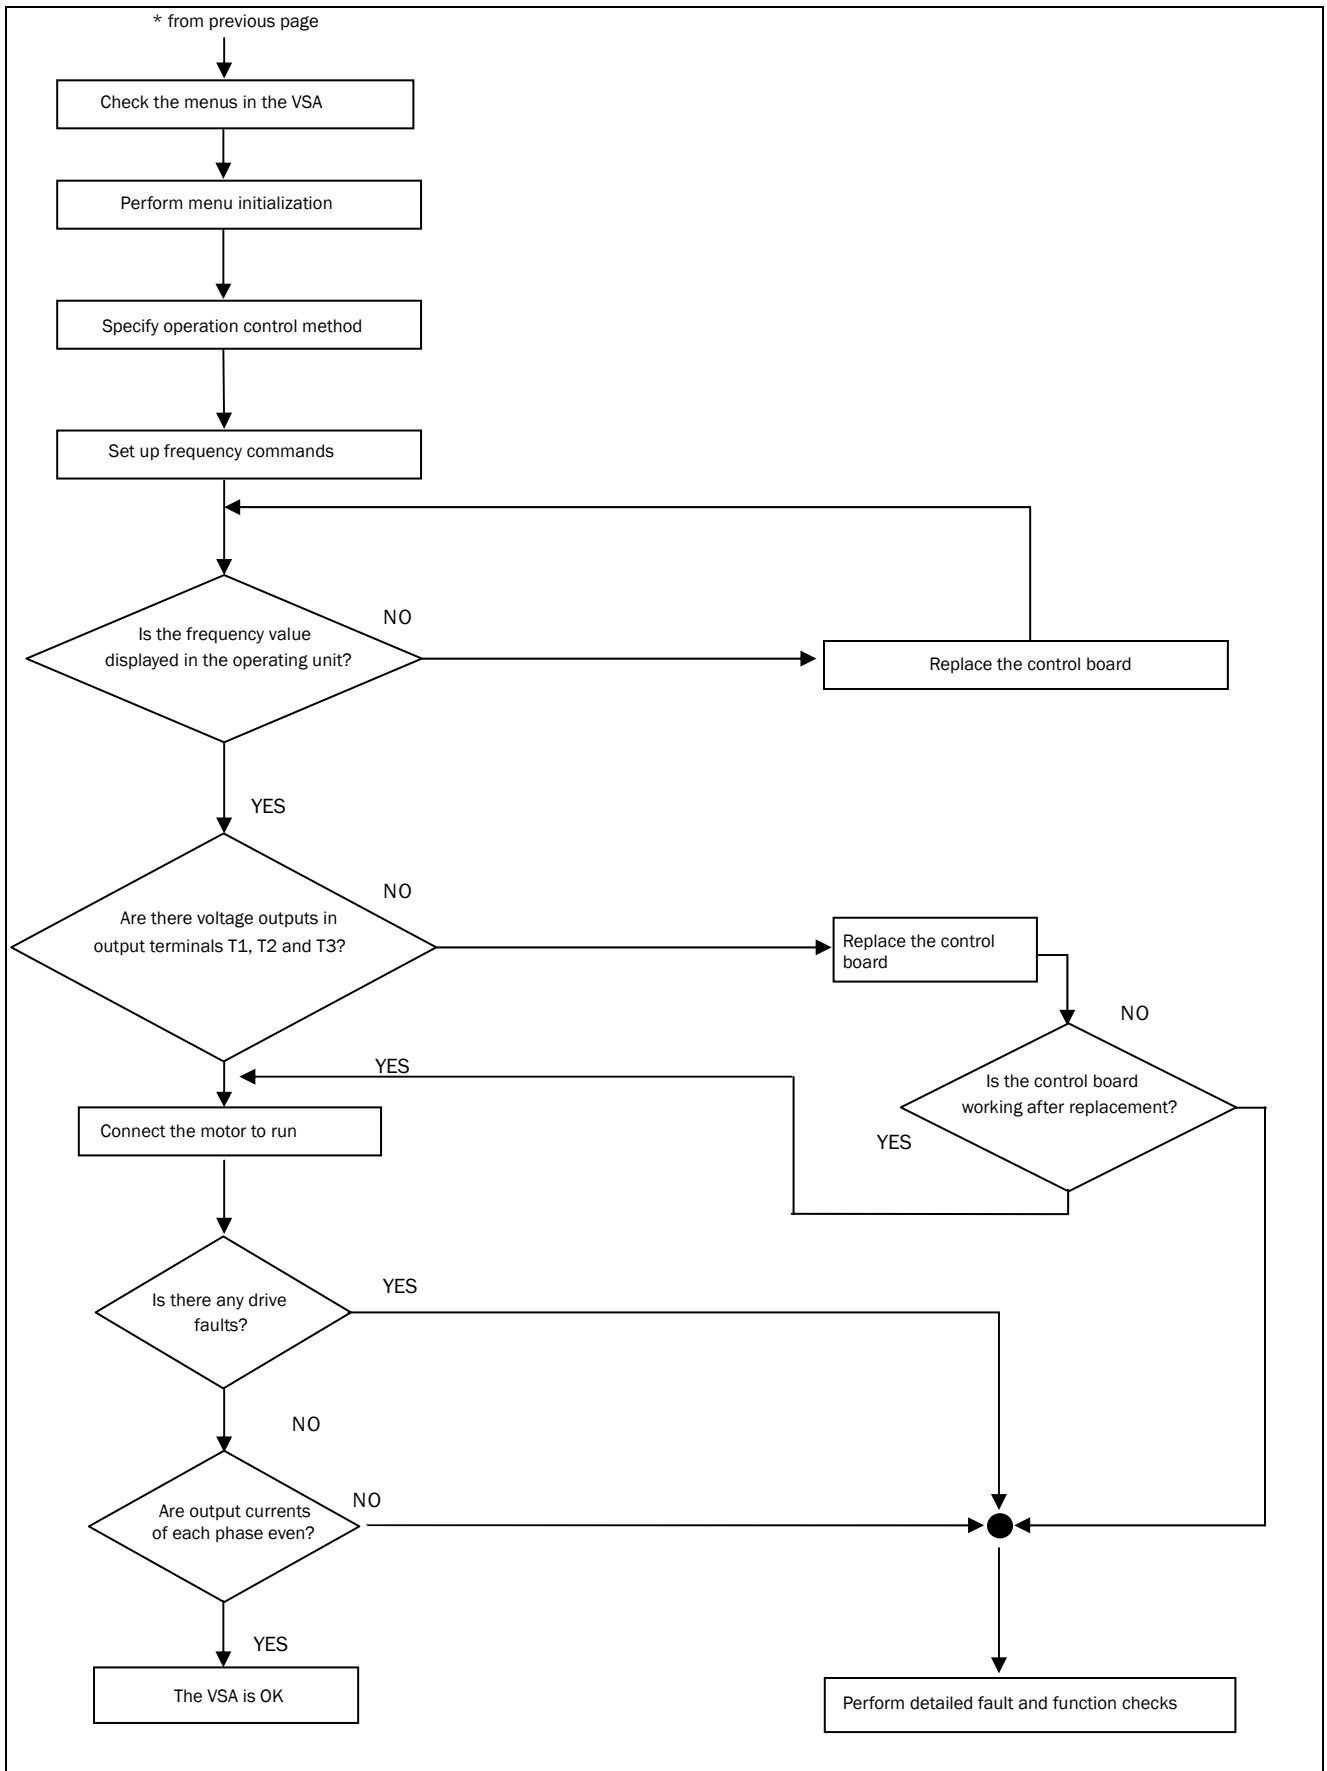 * from previous page
Check the menus in the VSA
Perform menu initialization
Specify operation control method
Set up frequency commands
NO
Is the frequency value
displayed in the operating unit?
Replace the control board
YES
NO
Are there voltage outputs in
output terminals T1, T2 and T3?
Replace the control
board
NO
YES
Is the control board
working after replacement?
YES
Connect the motor to run
YES
Is there any drive
faults?
NO
NO
Are output currents
of each phase even?
YES
The VSA is OK
Perform detailed fault and function checks